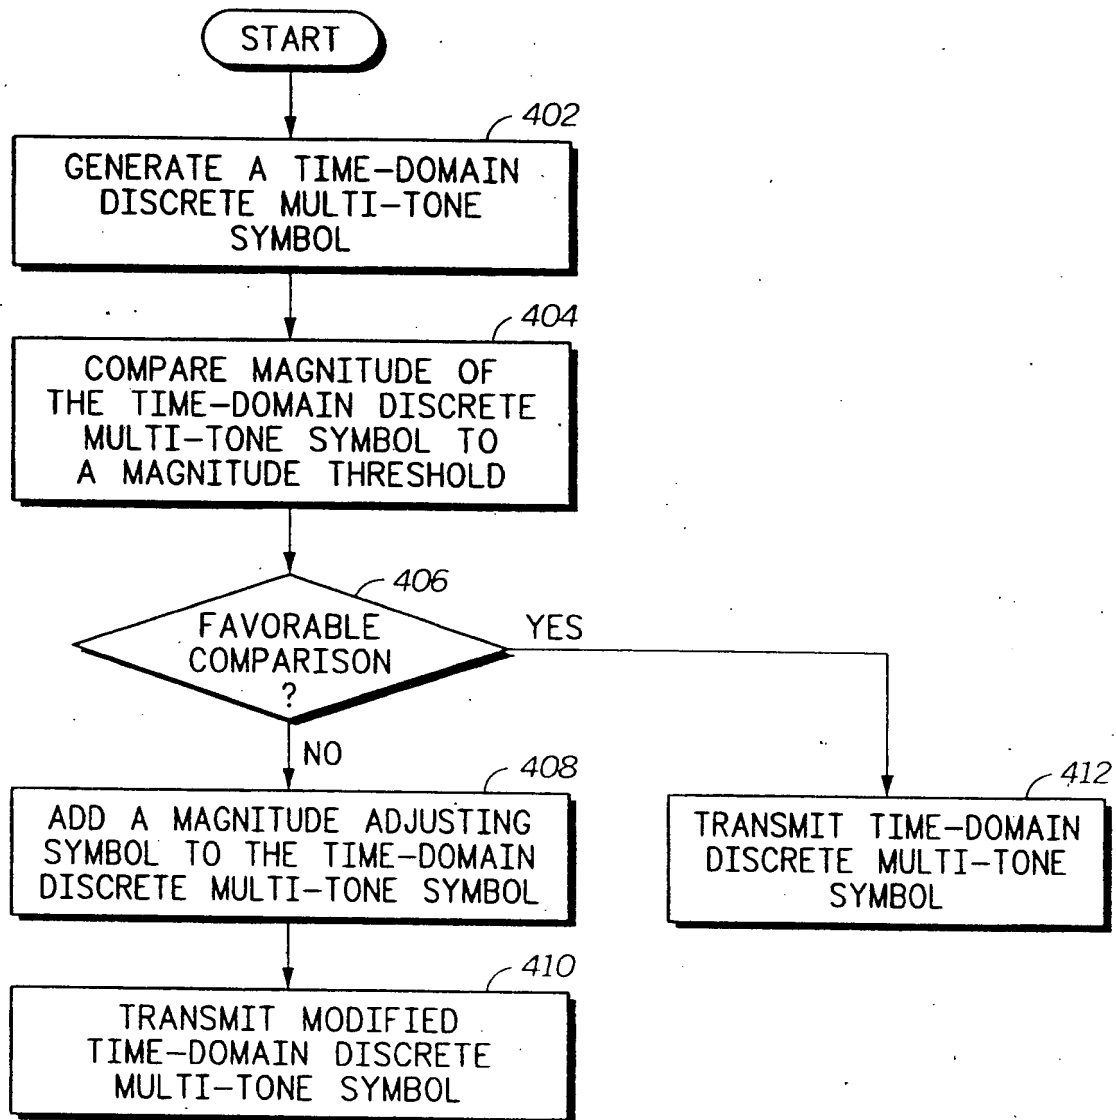 START
402
GENERATE A TIME-DOMAIN
DISCRETE MULTI-TONE
SYMBOL
404
COMPARE MAGNITUDE OF
THE TIME-DOMAIN DISCRETE
MULTI-TONE SYMBOL TO
A MAGNITUDE THRESHOLD
406
FAVORABLE
COMPARISON
?
YES
NO
408
ADD A MAGNITUDE ADJUSTING
SYMBOL TO THE TIME-DOMAIN
DISCRETE MULTI-TONE SYMBOL
412
TRANSMIT TIME-DOMAIN
DISCRETE MULTI-TONE
SYMBOL
410
TRANSMIT MODIFIED
TIME-DOMAIN DISCRETE
MULTI-TONE SYMBOL